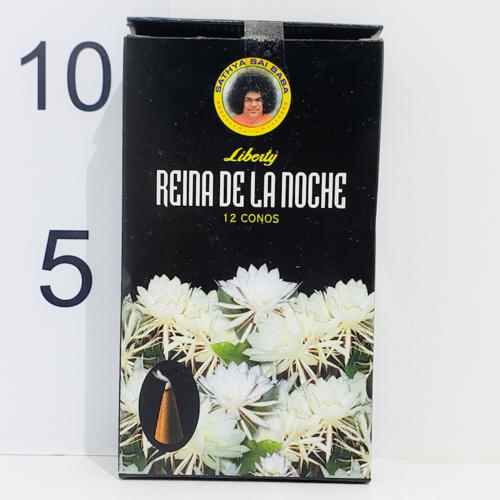 10
5
SATHYA SAI BABA
Liberty
REINA DE LA NOCHE
12 CONOS